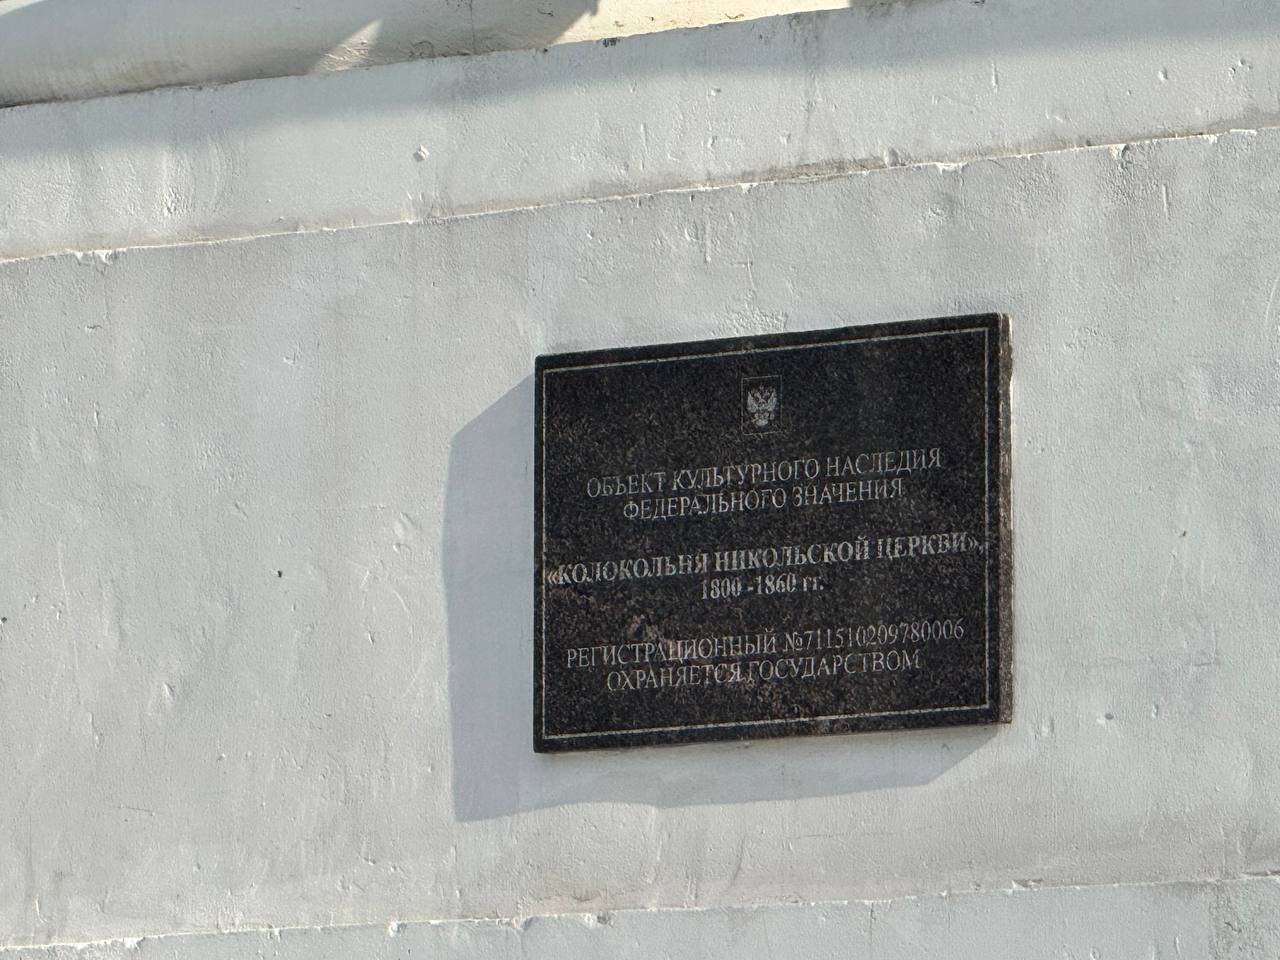 ОБЪЕКТ КУЛЬТУРНОГО НАСЛЕДИЯ
ФЕДЕРАЛЬНОГО ЗНАЧЕНИЯ
«КОЛОКОЛЬНЯ НИКОЛЬСКОЙ ЦЕРКВИ»,
1800 -1860 гг.
РЕГИСТРАЦИОННЫЙ №711510209780006
ОХРАНЯЕТСЯ ГОСУДАРСТВОМ